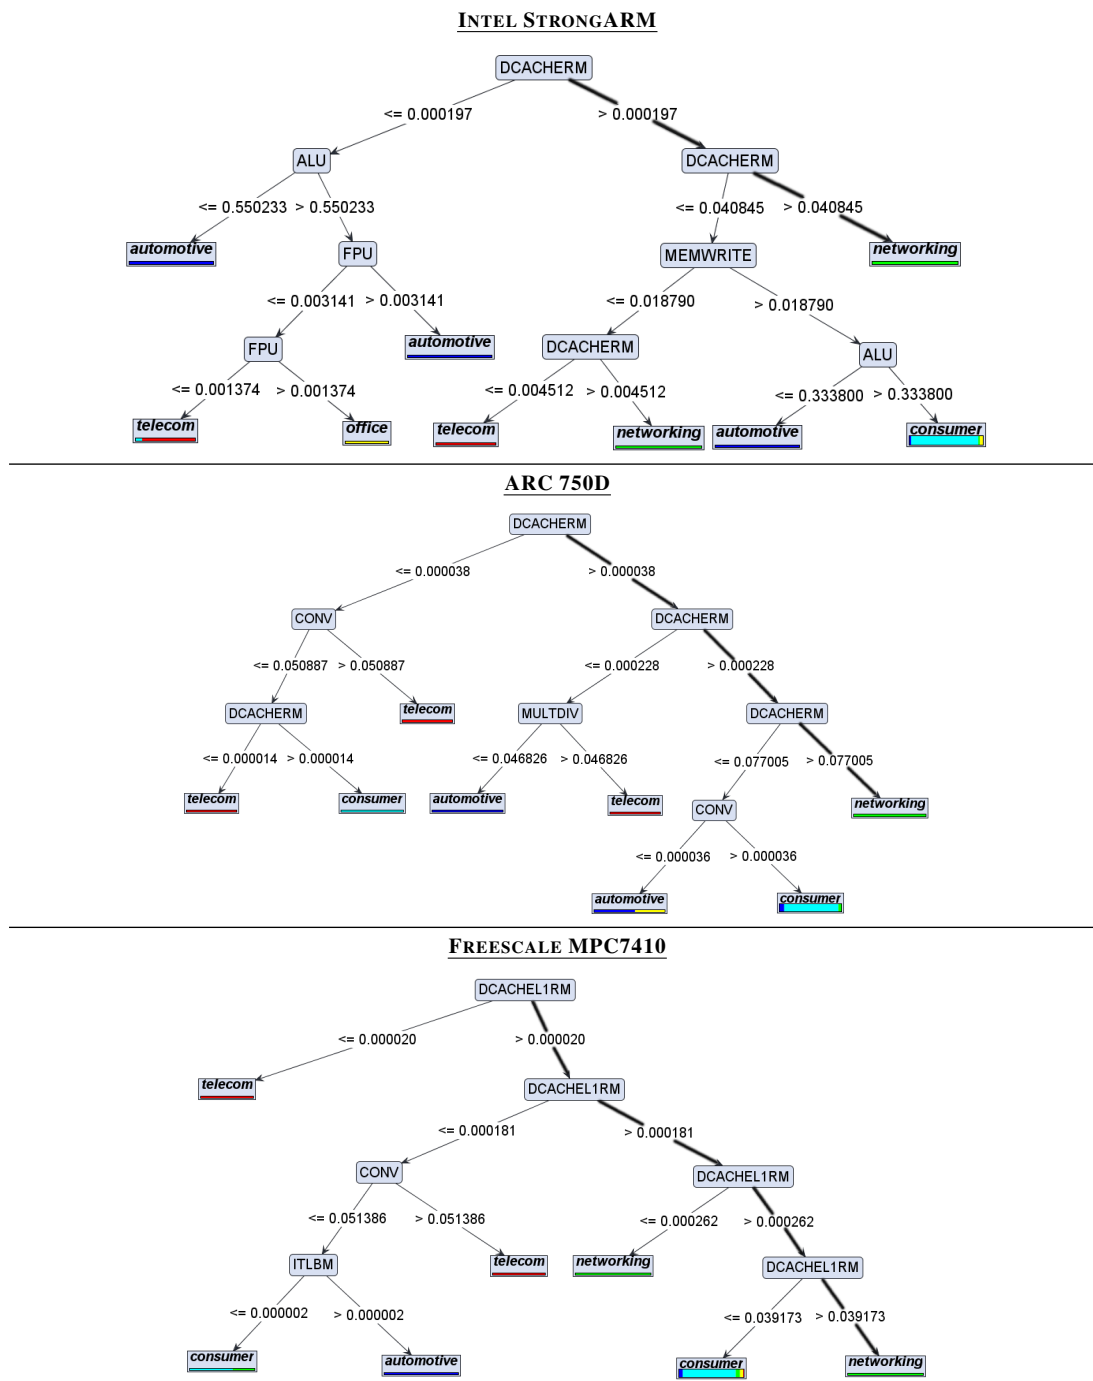 INTEL STRONGARM
DCACHERM
<= 0.000197 > 0.000197
ALU DCACHERM
<= 0.550233 > 0.550233 <= 0.040845 > 0.040845
automotive FPU MEMWRITE networking
<= 0.003141 > 0.003141 <= 0.018790 > 0.018790
FPU automotive DCACHERM ALU
<= 0.001374 > 0.001374 <= 0.004512 > 0.004512 <= 0.333800 > 0.333800
telecom office telecom networking automotive consumer
ARC 750D
DCACHERM
<= 0.000038 > 0.000038
CONV DCACHERM
<= 0.050887 > 0.050887 <= 0.000228 > 0.000228
DCACHERM telecom MULTDIV DCACHERM
<= 0.000014 > 0.000014 <= 0.046826 > 0.046826 <= 0.077005 > 0.077005
telecom consumer automotive telecom CONV networking
<= 0.000036 > 0.000036
automotive consumer
FREESCALE MPC7410
DCACHEL1RM
<= 0.000020 > 0.000020
telecom DCACHEL1RM
<= 0.000181 > 0.000181
CONV DCACHEL1RM
<= 0.051386 > 0.051386 <= 0.000262 > 0.000262
ITLBM telecom networking DCACHEL1RM
<= 0.000002 > 0.000002 <= 0.039173 > 0.039173
consumer automotive consumer networking